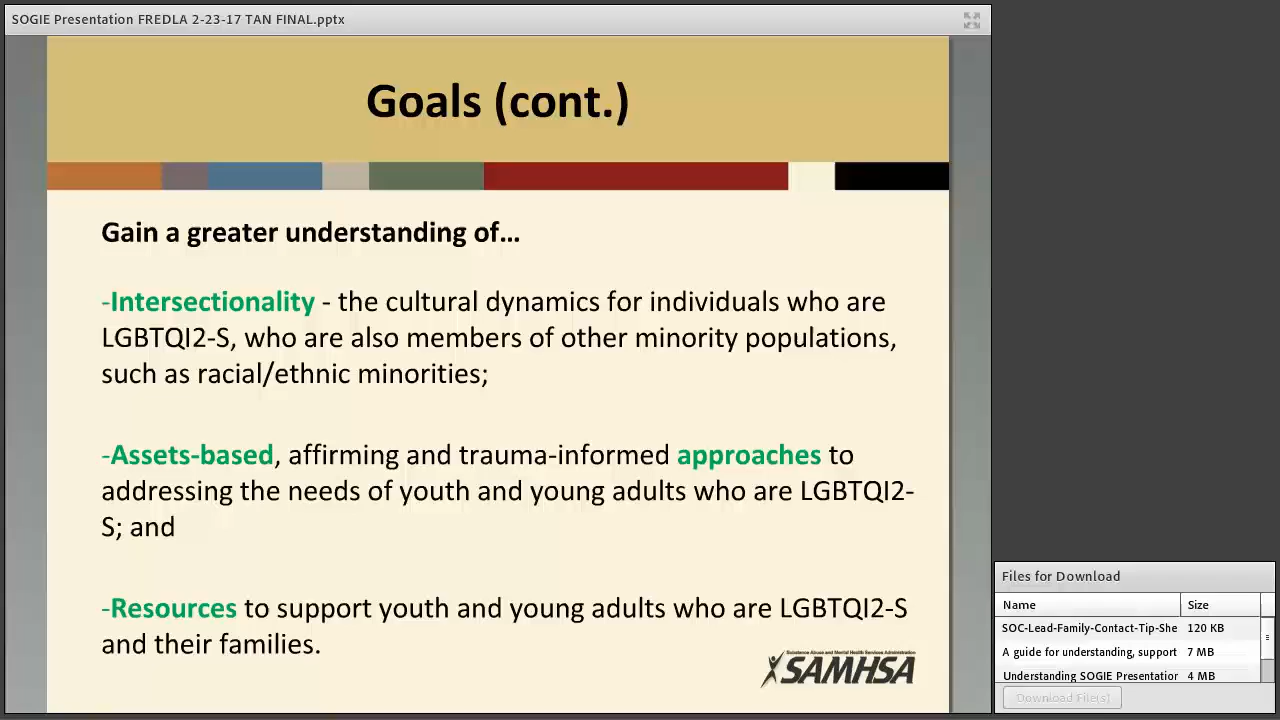 SOGIE Presentation FREDLA 2-23-17 TAN FINAL.pptx
Goals (cont.)
Gain a greater understanding of…
-Intersectionality - the cultural dynamics for individuals who are
LGBTQI2-S, who are also members of other minority populations,
such as racial/ethnic minorities;
-Assets-based, affirming and trauma-informed approaches to
addressing the needs of youth and young adults who are LGBTQI2-
S; and
-Resources to support youth and young adults who are LGBTQI2-S
and their families.
Substance Abuse and Mental Health Services Administration
SAMHSA
Files for Download
Name Size
SOC-Lead-Family-Contact-Tip-She 120 KB
A guide for understanding, support 7 MB
Understanding SOGIE Presentation 4 MB
Download File(s)